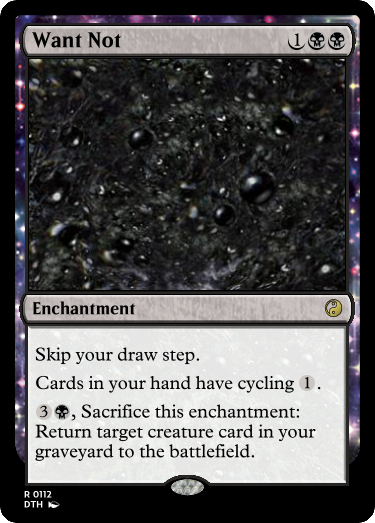 Want Not 1
Enchantment
Skip your draw step.
Cards in your hand have cycling 1.
3, Sacrifice this enchantment:
Return target creature card in your
graveyard to the battlefield.
R 0112
DTH